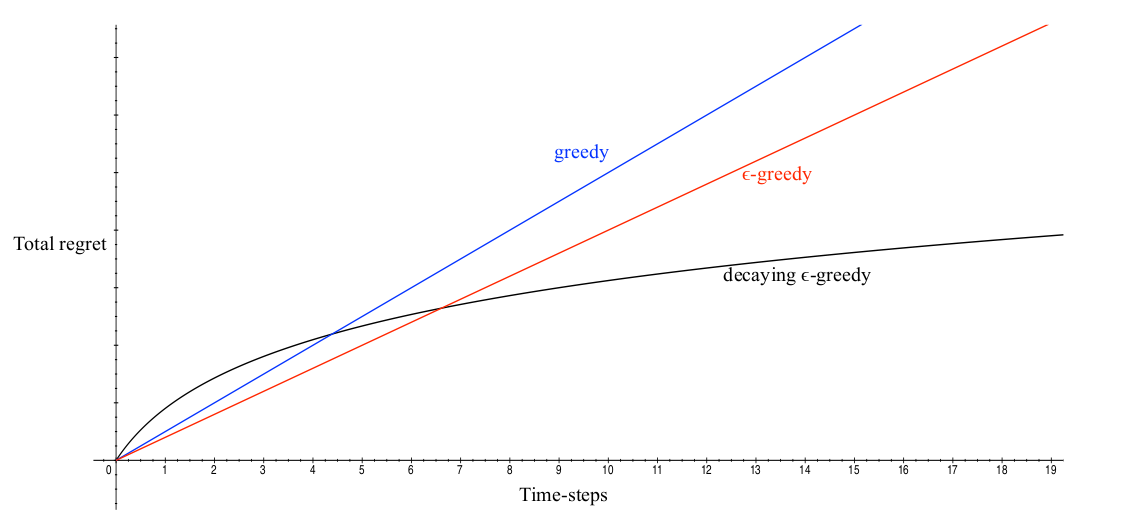 greedy
ϵ-greedy
Total regret
decaying ϵ-greedy
0 1 2 3 4 5 6 7 8 9 10 11 12 13 14 15 16 17 18 19
Time-steps